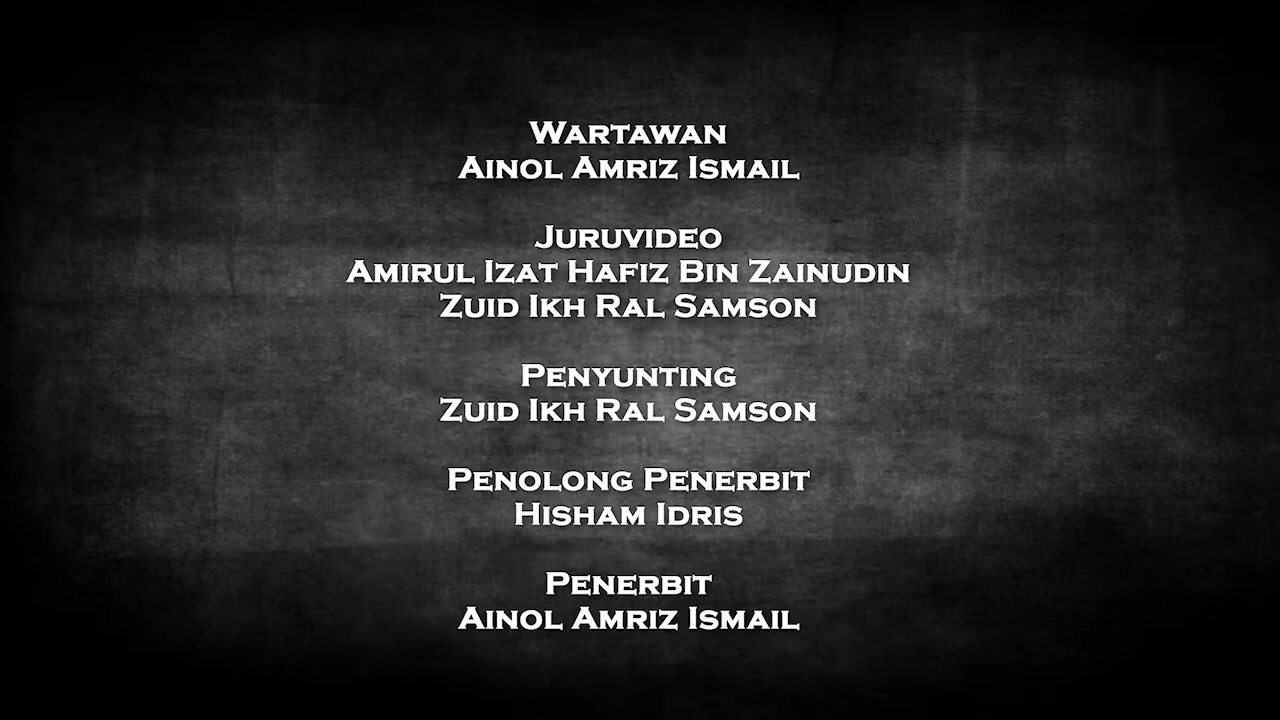 Wartawan
Ainol Amriz Ismail
Juruvideo
Amirul Izat Hafiz Bin Zainudin
Zuid Ikh Ral Samson
Penyunting
Zuid Ikh Ral Samson
Penolong Penerbit
Hisham Idris
Penerbit
Ainol Amriz Ismail